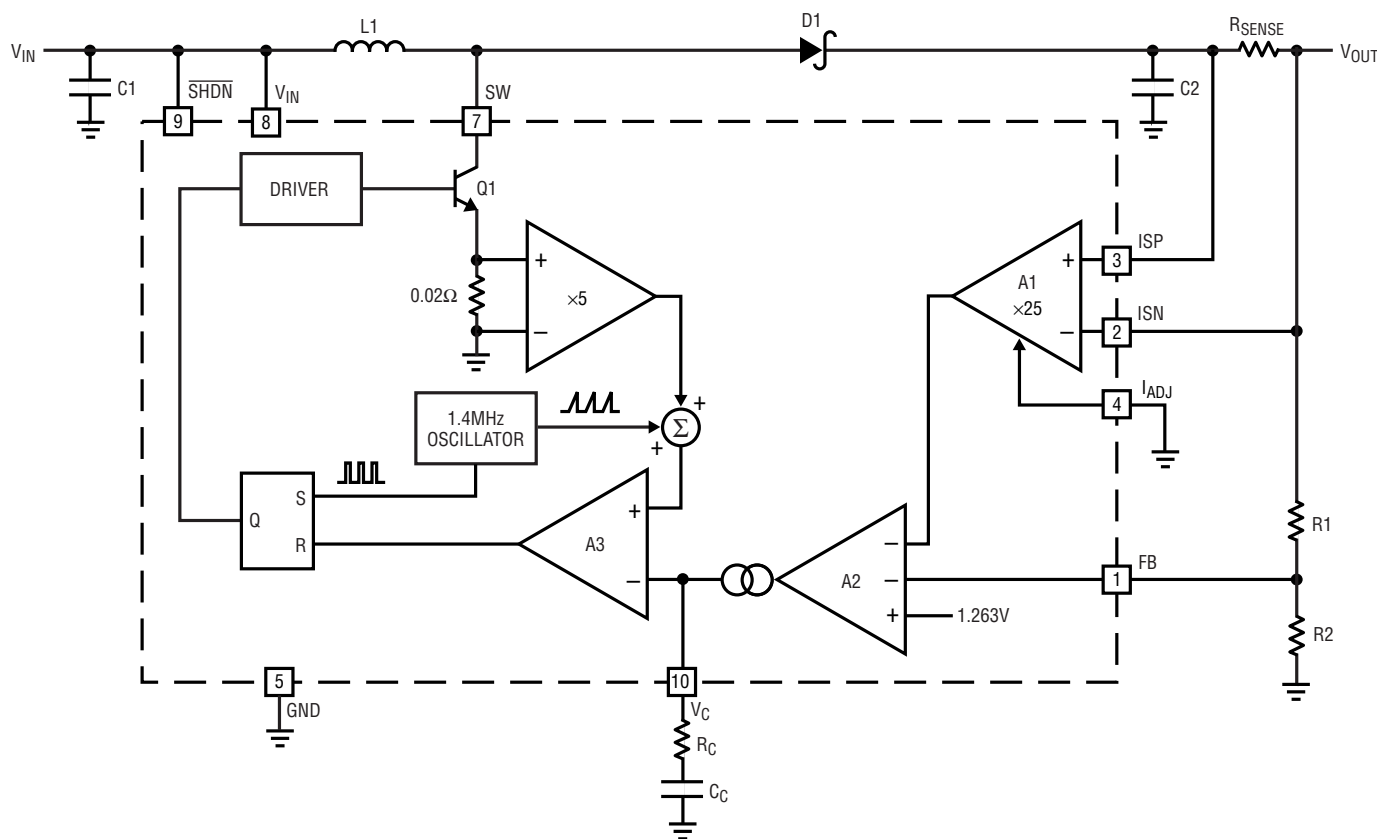 VIN
L1
D1
RSENSE
VOUT
C1
SHDN
VIN
SW
C2
9
8
7
DRIVER
Q1
+
×5
−
0.02Ω
A1
×25
+
−
3
ISP
2
ISN
4
IADJ
1.4MHz
OSCILLATOR
+
Σ
+
S
Q
R
A3
+
−
A2
−
−
+
1.263V
1
FB
R1
R2
5
GND
10
VC
RC
CC